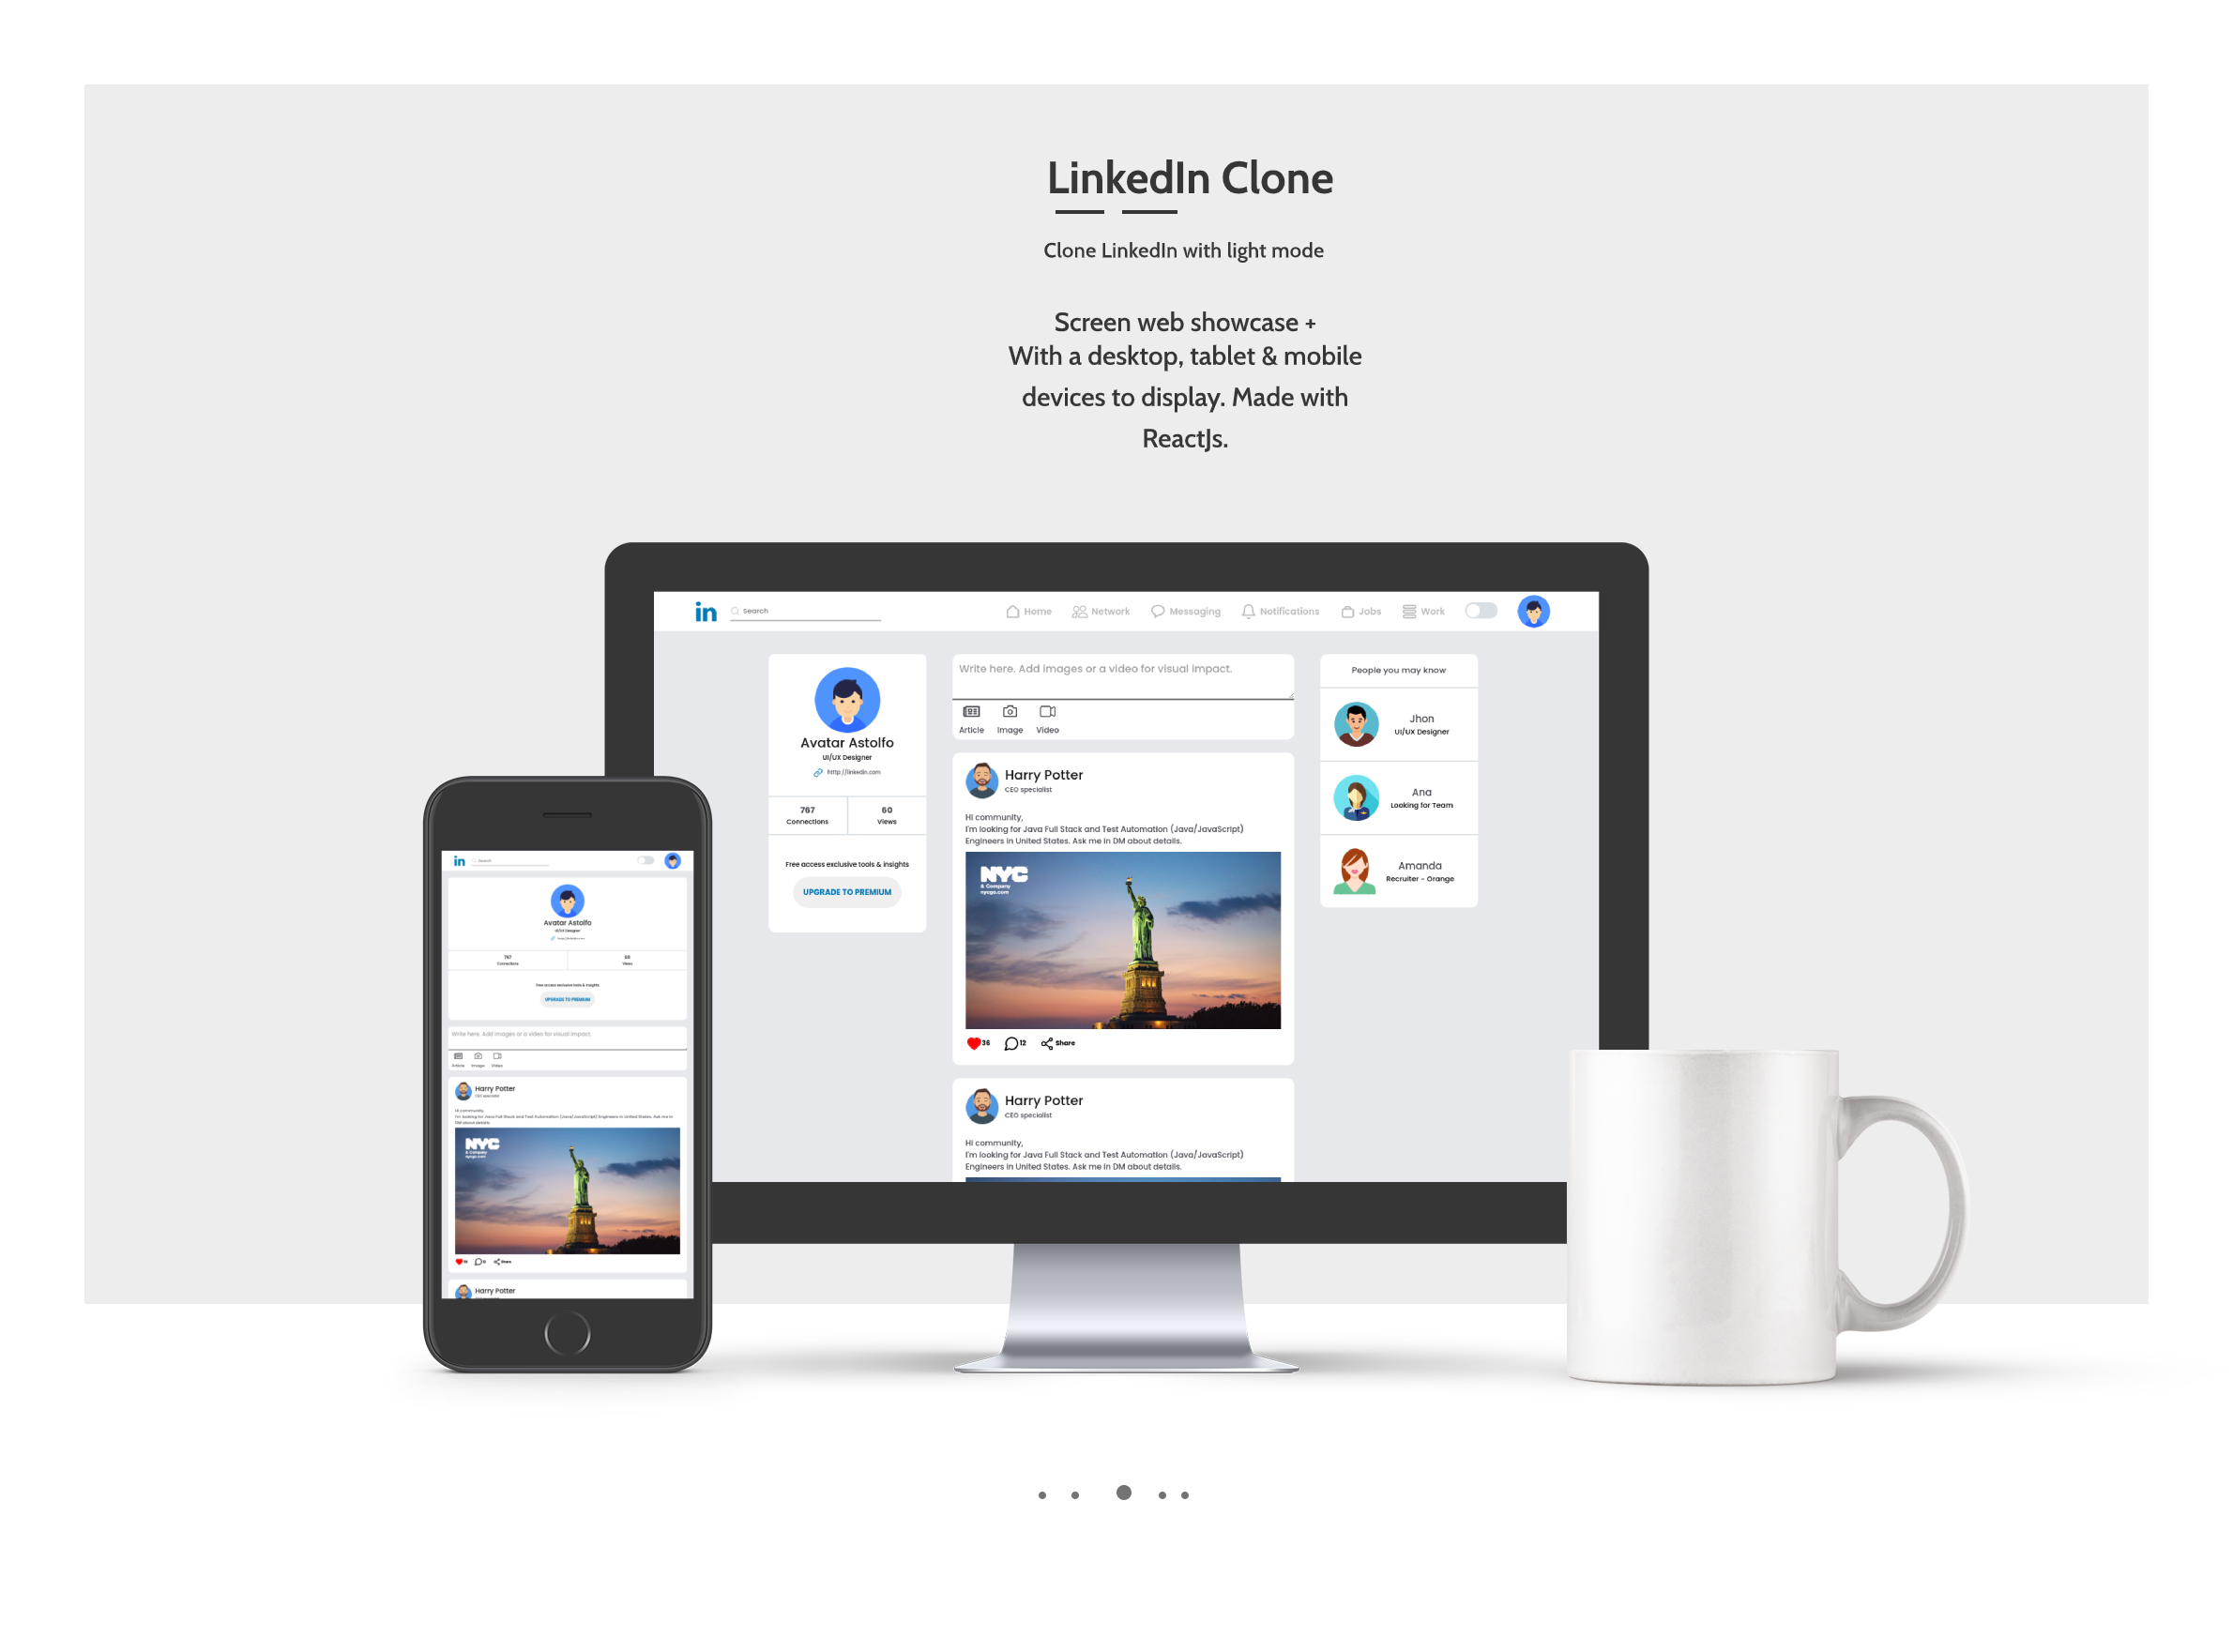 LinkedIn Clone
Clone LinkedIn with light mode
Screen web showcase +
With a desktop, tablet & mobile
devices to display. Made with
ReactJs.
in
Search
Home
Network
Messaging
Notifications
Jobs
Work
Avatar Astolfo
UI/UX Designer
http://linkedin.com
767
Connections
60
Views
Free access exclusive tools & insights
UPGRADE TO PREMIUM
Write here. Add images or a video for visual impact.
Article
Image
Video
Harry Potter
CEO specialist
Hi community,
I'm looking for Java Full Stack and Test Automation (Java/JavaScript)
Engineers in United States. Ask me in DM about details.
NYC
& Company
nycgo.com
36
12
Share
Harry Potter
CEO specialist
Hi community,
I'm looking for Java Full Stack and Test Automation (Java/JavaScript)
Engineers in United States. Ask me in DM about details.
People you may know
Jhon
UI/UX Designer
Ana
Looking for Team
Amanda
Recruiter - Orange
in
Search
Avatar Astolfo
UI/UX Designer
767
Connections
60
Views
Free access exclusive tools & insights
UPGRADE TO PREMIUM
Write here. Add images or a video for visual impact.
Article
Image
Video
Harry Potter
CEO specialist
Hi community,
I'm looking for Java Full Stack and Test Automation (Java/JavaScript) Engineers in United States. Ask me in
DM about details.
NYC
& Company
nycgo.com
36
12
Share
Harry Potter